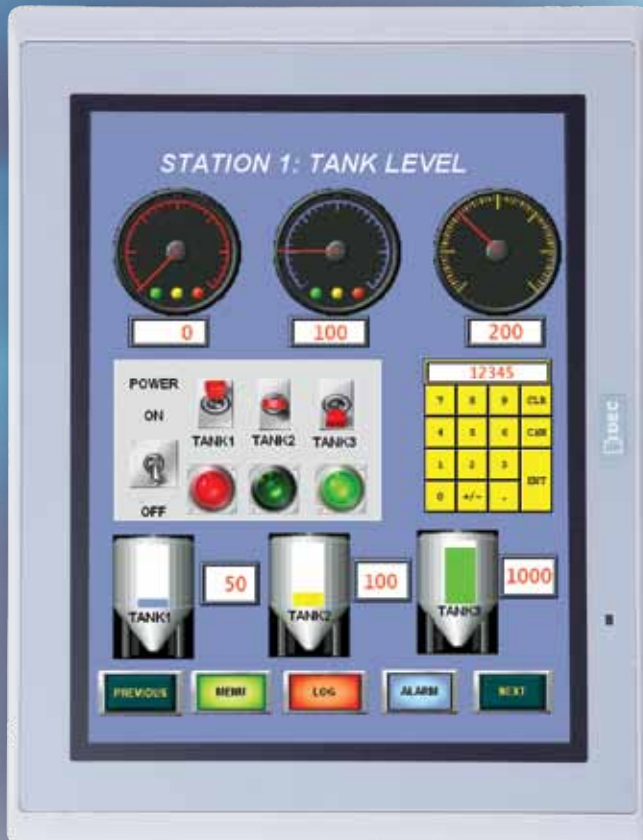 STATION 1: TANK LEVEL
0
100
200
POWER
ON
OFF
TANK1 TANK2 TANK3
12345
7 8 9 CLR
4 5 6 CAN
1 2 3
ENT
0 +/- .
IDEC
50
100
1000
TANK1
TANK2
TANK3
PREVIOUS
MENU
LOG
ALARM
NEXT